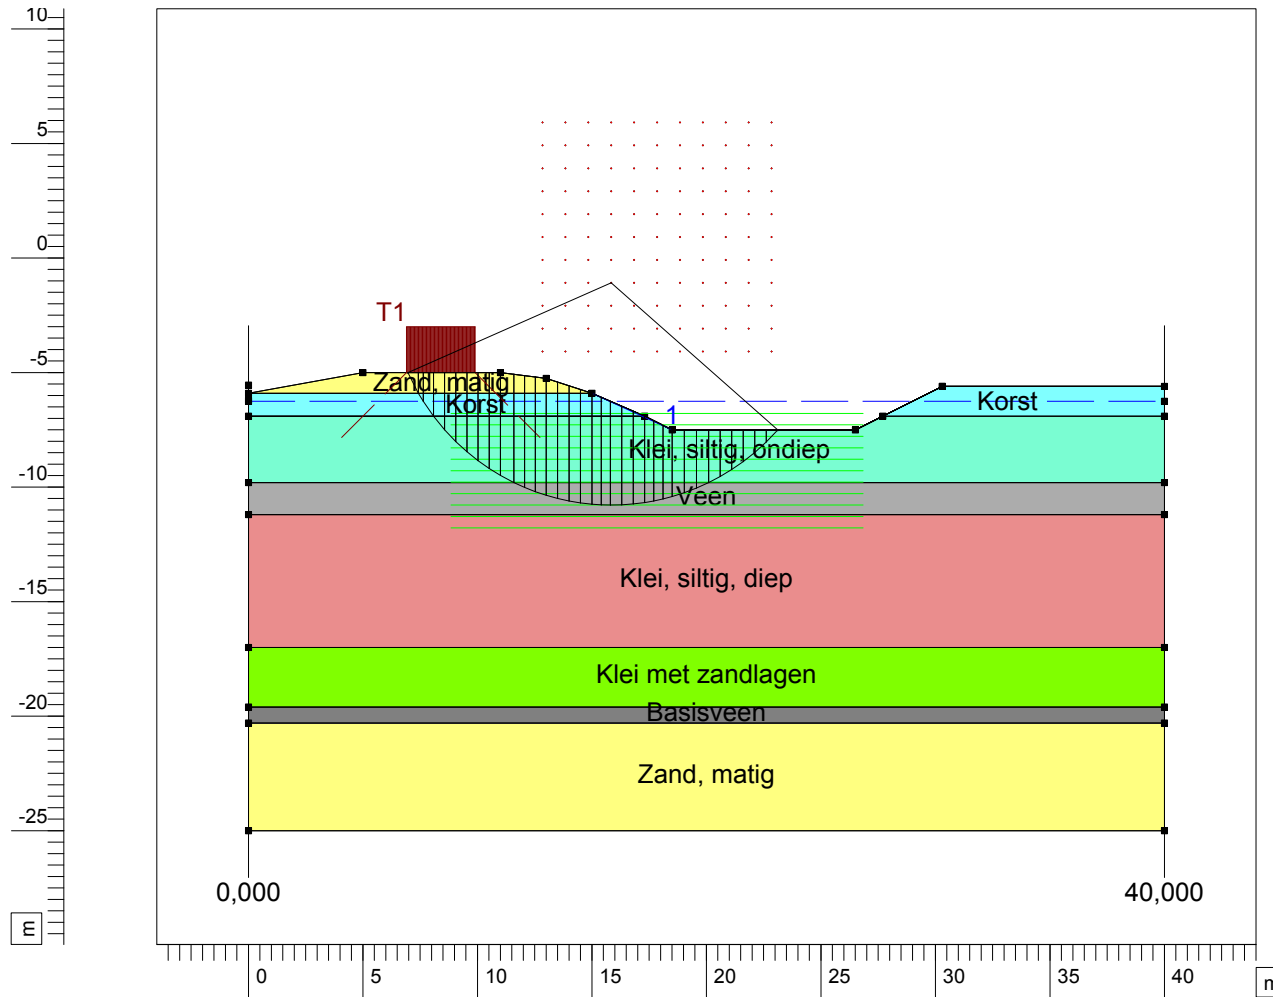 10
5
0
-5
-10
-15
-20
-25
m
T1
Zand, matig
Korst
Korst
1
Klei, siltig, ondiep
Veen
Klei, siltig, diep
Klei met zandlagen
Basisveen
Zand, matig
0,000
40,000
0 5 10 15 20 25 30 35 40
m